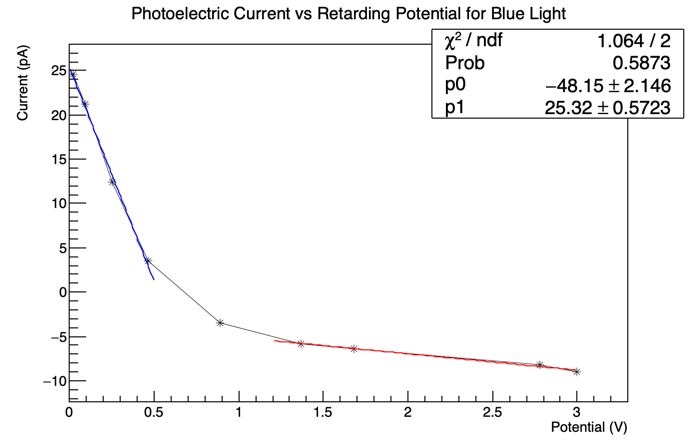 Photoelectric Current vs Retarding Potential for Blue Light
χ² / ndf 1.064 / 2
Prob 0.5873
p0 −48.15 ± 2.146
p1 25.32 ± 0.5723
Current (pA)
25
20
15
10
5
0
−5
−10
0 0.5 1 1.5 2 2.5 3
Potential (V)